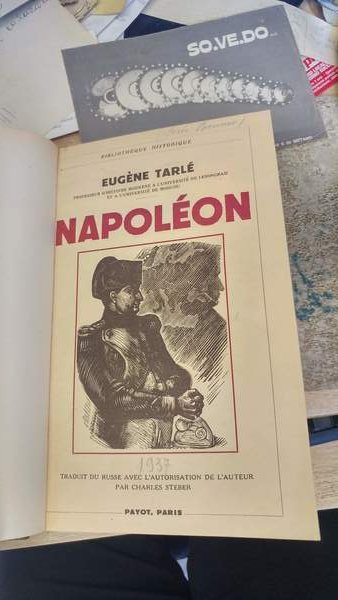 SO.VE.DO
BIBLIOTHÈQUE HISTORIQUE
EUGÈNE TARLÉ
PROFESSEUR D'HISTOIRE MODERNE A L'UNIVERSITÉ DE LENINGRAD
ET A L'UNIVERSITÉ DE MOSCOU
NAPOLÉON
1937
TRADUIT DU RUSSE AVEC L'AUTORISATION DE L'AUTEUR
PAR CHARLES STEBER
PAYOT, PARIS